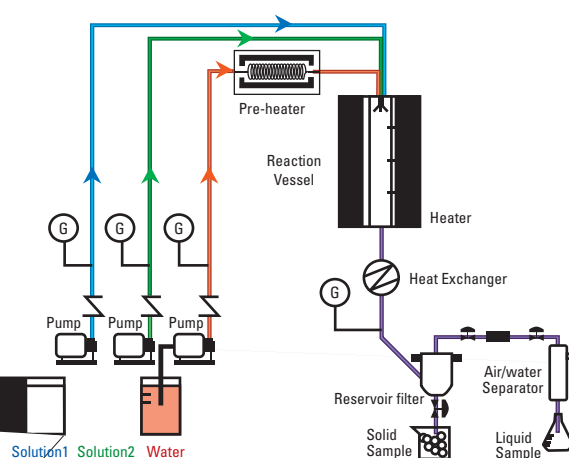 Pre-heater
Reaction
Vessel
Heater
G
G
G
Heat Exchanger
G
Pump
Pump
Pump
Air/water
Separator
Reservoir filter
Solid
Sample
Liquid
Sample
Solution1
Solution2
Water